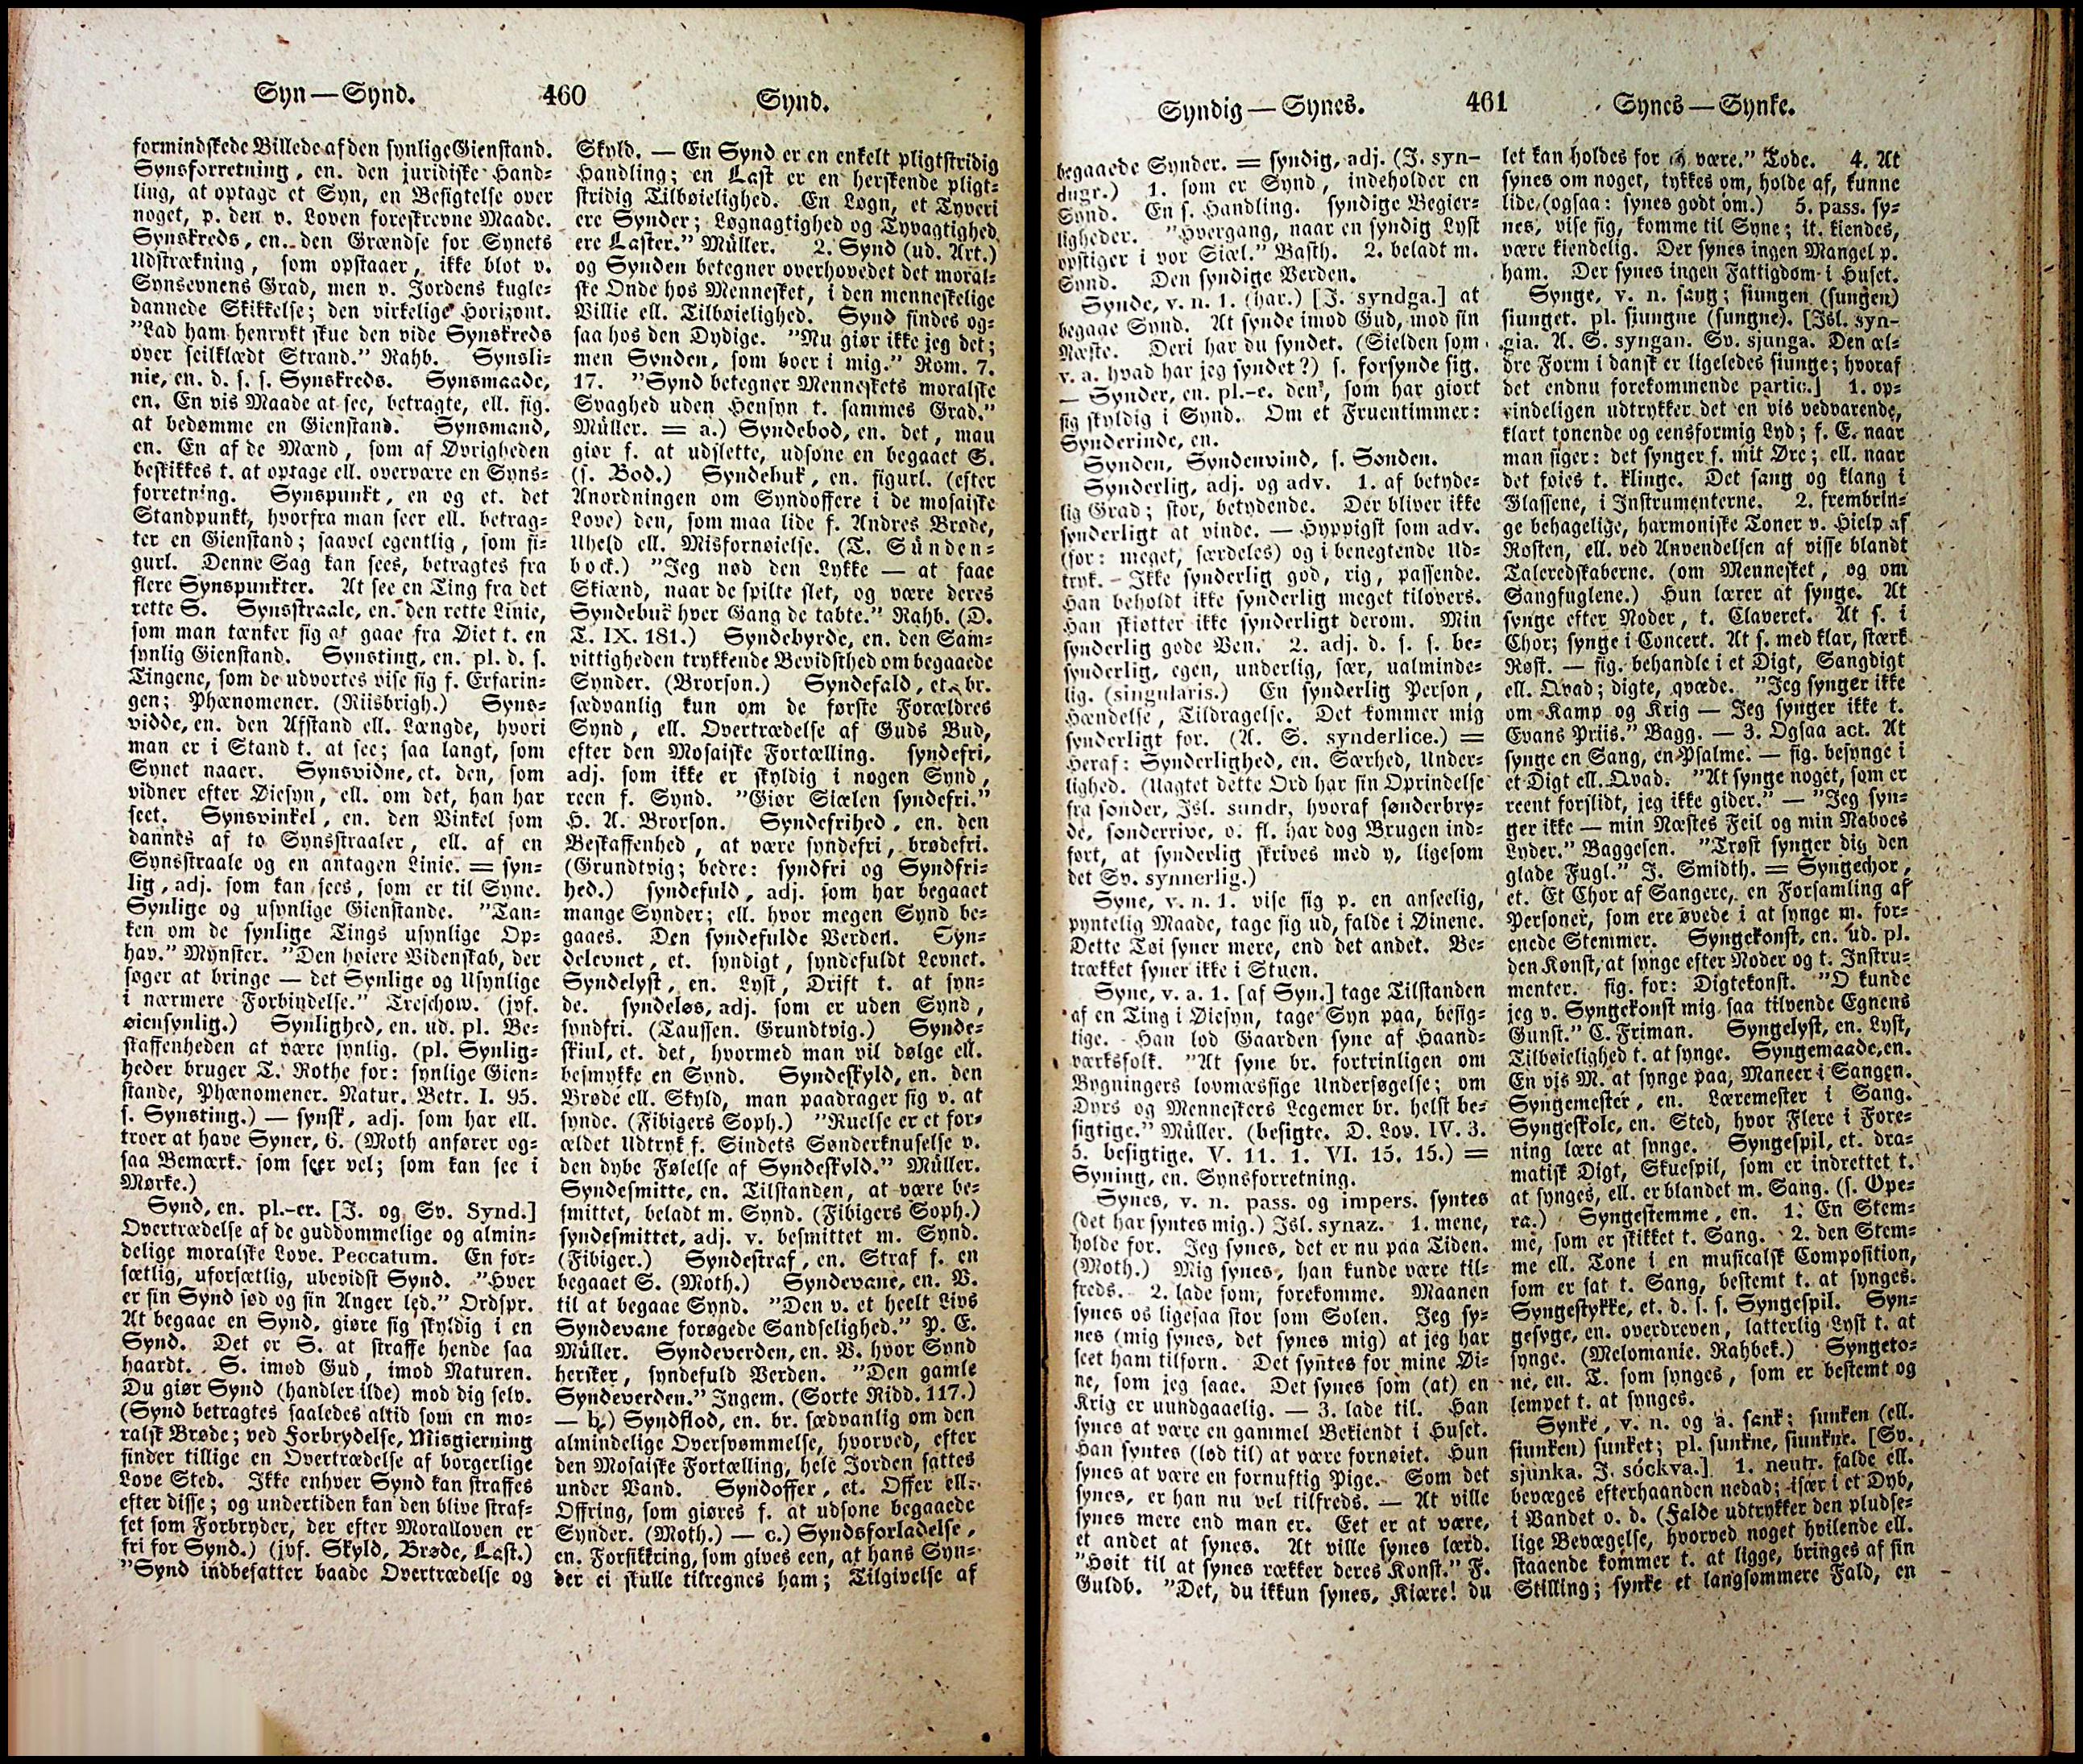 Syn—Synd.
460
Synd.
formindskede Billede af den synlige Gienstand.
Synsforretning, en. den juridiske Hand-
ling, at optage et Syn, en Besigtelse over
noget, p. den v. Loven foreskrevne Maade.
Synskreds, en. den Grændse for Synets
Udstrækning, som opstaaer, ikke blot v.
Synsevnens Grad, men v. Jordens kugle-
dannede Skikkelse; den virkelige Horizont.
"Lad ham henrykt skue den vide Synskreds
over seilklædt Strand." Rahb. Synsli-
nie, en. d. s. s. Synskreds. Synsmaade,
en. En vis Maade at see, betragte, ell. fig.
at bedømme en Gienstand. Synsmand,
en. En af de Mænd, som af Øvrigheden
beskikkes t. at optage ell. overvære en Syns-
forretning. Synspunkt, en og et. det
Standpunkt, hvorfra man seer ell. betrag-
ter en Gienstand; saavel egentlig, som fi-
gurl. Denne Sag kan sees, betragtes fra
flere Synspunkter. At see en Ting fra det
rette S. Synsstraale, en. den rette Linie,
som man tænker sig at gaae fra Øiet t. en
synlig Gienstand. Synsting, en. pl. d. s.
Tingene, som de udvortes vise sig f. Erfarin-
gen; Phænomener. (Riisbrigh.) Syns-
vidde, en. den Afstand ell. Længde, hvori
man er i Stand t. at see; saa langt, som
Synet naaer. Synsvidne, et. den, som
vidner efter Øiesyn, ell. om det, han har
seet. Synsvinkel, en. den Vinkel som
dannes af to Synsstraaler, ell. af en
Synsstraale og en antagen Linie. = syn-
lig, adj. som kan sees, som er til Syne.
Synlige og usynlige Gienstande. "Tan-
ken om de synlige Tings usynlige Op-
hav." Mynster. "Den høiere Videnskab, der
søger at bringe — det Synlige og Usynlige
i nærmere Forbindelse." Treschow. (jvf.
øiensynlig.) Synlighed, en. ud. pl. Be-
skaffenheden at være synlig. (pl. Synlig-
heder bruger T. Rothe for: synlige Gien-
stande, Phænomener. Natur. Betr. I. 95.
s. Synsting.) — synsk, adj. som har ell.
troer at have Syner, 6. (Moth anfører og-
saa Bemærk. som seer vel; som kan see i
Mørke.)
Synd, en. pl.-er. [J. og Sv. Synd.]
Overtrædelse af de guddommelige og almin-
delige moralske Love. Peccatum. En for-
sætlig, uforsætlig, ubevidst Synd. "Hver
er sin Synd sød og sin Anger led." Ordspr.
At begaae en Synd, giøre sig skyldig i en
Synd. Det er S. at straffe hende saa
haardt. S. imod Gud, imod Naturen.
Du giør Synd (handler ilde) mod dig selv.
(Synd betragtes saaledes altid som en mo-
ralsk Brøde; ved Forbrydelse, Misgierning
finder tillige en Overtrædelse af borgerlige
Love Sted. Ikke enhver Synd kan straffes
efter disse; og undertiden kan den blive straf-
fet som Forbryder, der efter Moralloven er
fri for Synd.) (jvf. Skyld, Brøde, Last.)
"Synd indbefatter baade Overtrædelse og
Skyld. — En Synd er en enkelt pligtstridig
Handling; en Last er en herskende pligt-
stridig Tilbøielighed. En Løgn, et Tyveri
ere Synder; Løgnagtighed og Tyvagtighed
ere Laster." Müller. 2. Synd (ud. Art.)
og Synden betegner overhovedet det moral-
ske Onde hos Mennesket, i den menneskelige
Villie ell. Tilbøielighed. Synd findes og-
saa hos den Dydige. "Nu giør ikke jeg det;
men Synden, som boer i mig." Rom. 7.
17. "Synd betegner Menneskets moralske
Svaghed uden Hensyn t. sammes Grad."
Müller. = a.) Syndebod, en. det, man
giør f. at udslette, udsone en begaaet S.
(s. Bod.) Syndebuk, en. figurl. (efter
Anordningen om Syndoffere i de mosaiske
Love) den, som maa lide f. Andres Brøde,
Uheld ell. Misfornøielse. (T. Sünden-
bock.) "Jeg nød den Lykke — at faae
Skiænd, naar de spilte slet, og være deres
Syndebuk hver Gang de tabte." Rahb. (D.
T. IX. 181.) Syndebyrde, en. den Sam-
vittigheden trykkende Bevidsthed om begaaede
Synder. (Brorson.) Syndefald, et. br.
sædvanlig kun om de første Forældres
Synd, ell. Overtrædelse af Guds Bud,
efter den Mosaiske Fortælling. syndefri,
adj. som ikke er skyldig i nogen Synd,
reen f. Synd. "Giør Siælen syndefri."
H. A. Brorson. Syndefrihed, en. den
Beskaffenhed, at være syndefri, brødefri.
(Grundtvig; bedre: syndfri og Syndfri-
hed.) syndefuld, adj. som har begaaet
mange Synder; ell. hvor megen Synd be-
gaaes. Den syndefulde Verden. Syn-
delevnet, et. syndigt, syndefuldt Levnet.
Syndelyst, en. Lyst, Drift t. at syn-
de. syndeløs, adj. som er uden Synd,
syndfri. (Taussen. Grundtvig.) Synde-
skiul, et. det, hvormed man vil dølge ell.
besmykke en Synd. Syndeskyld, en. den
Brøde ell. Skyld, man paadrager sig v. at
synde. (Fibigers Soph.) "Ruelse er et for-
ældet Udtryk f. Sindets Sønderknuselse v.
den dybe Følelse af Syndeskyld." Müller.
Syndesmitte, en. Tilstanden, at være be-
smittet, beladt m. Synd. (Fibigers Soph.)
syndesmittet, adj. v. besmittet m. Synd.
(Fibiger.) Syndestraf, en. Straf f. en
begaaet S. (Moth.) Syndevane, en. V.
til at begaae Synd. "Den v. et heelt Livs
Syndevane forøgede Sandselighed." P. E.
Müller. Syndeverden, en. V. hvor Synd
hersker, syndefuld Verden. "Den gamle
Syndeverden." Ingem. (Sorte Ridd. 117.)
— b.) Syndflod, en. br. sædvanlig om den
almindelige Oversvømmelse, hvorved, efter
den Mosaiske Fortælling, hele Jorden sattes
under Vand. Syndoffer, et. Offer ell.
Offring, som giøres f. at udsone begaaede
Synder. (Moth.) — c.) Syndsforladelse,
en. Forsikkring, som gives een, at hans Syn-
der ei skulle tilregnes ham; Tilgivelse af
Syndig—Synes.
461
Synes—Synke.
begaaede Synder. = syndig, adj. (I. syn-
dugr.) 1. som er Synd, indeholder en
Synd. En s. Handling. syndige Begier-
ligheder. "Hvergang, naar en syndig Lyst
opstiger i vor Siæl." Basth. 2. beladt m.
Synd. Den syndige Verden.
Synde, v. n. 1. (har.) [J. syndga.] at
begaae Synd. At synde imod Gud, mod sin
Næste. Deri har du syndet. (Sielden som
v. a. hvad har jeg syndet?) s. forsynde sig.
— Synder, en. pl.-e. den, som har giort
sig skyldig i Synd. Om et Fruentimmer:
Synderinde, en.
Synden, Syndenvind, s. Sønden.
Synderlig, adj. og adv. 1. af betyde-
lig Grad; stor, betydende. Der bliver ikke
synderligt at vinde. — Hyppigst som adv.
(for: meget, særdeles) og i benegtende Ud-
tryk. – Ikke synderlig god, rig, passende.
Han beholdt ikke synderlig meget tilovers.
Han skiøtter ikke synderligt derom. Min
synderlig gode Ven. 2. adj. d. s. s. be-
synderlig, egen, underlig, sær, ualminde-
lig. (singularis.) En synderlig Person,
Hændelse, Tildragelse. Det kommer mig
synderligt for. (A. S. synderlice.) =
Heraf: Synderlighed, en. Særhed, Under-
lighed. (Uagtet dette Ord har sin Oprindelse
fra sønder, Isl. sundr, hvoraf sønderbry-
de, sønderrive, o. fl. har dog Brugen ind-
ført, at synderlig skrives med y, ligesom
det Sv. synnerlig.)
Syne, v. n. 1. vise sig p. en anseelig,
pyntelig Maade, tage sig ud, falde i Øinene.
Dette Tøi syner mere, end det andet. Be-
trækket syner ikke i Stuen.
Syne, v. a. 1. [af Syn.] tage Tilstanden
af en Ting i Øiesyn, tage Syn paa, besig-
tige. Han lod Gaarden syne af Haand-
værksfolk. "At syne br. fortrinligen om
Bygningers lovmæssige Undersøgelse; om
Dyrs og Menneskers Legemer br. helst be-
sigtige." Müller. (besigte. D. Lov. IV. 3.
5. besigtige. V. 11. 1. VI. 15. 15.) =
Syning, en. Synsforretning.
Synes, v. n. pass. og impers. syntes
(det har syntes mig.) Isl. synaz. 1. mene,
holde for. Jeg synes, det er nu paa Tiden.
(Moth.) Mig synes, han kunde være til-
freds. 2. lade som, forekomme. Maanen
synes os ligesaa stor som Solen. Jeg sy-
nes (mig synes, det synes mig) at jeg har
seet ham tilforn. Det syntes for mine Øi-
ne, som jeg saae. Det synes som (at) en
Krig er uundgaaelig. — 3. lade til. Han
synes at være en gammel Bekiendt i Huset.
Han syntes (lod til) at være fornøiet. Hun
synes at være en fornuftig Pige. Som det
synes, er han nu vel tilfreds. — At ville
synes mere end man er. Eet er at være,
et andet at synes. At ville synes lærd.
"Høit til at synes rækker deres Konst." F.
Guldb. "Det, du ikkun synes, Kiære! du
let kan holdes for at være." Tode. 4. At
synes om noget, tykkes om, holde af, kunne
lide, (ogsaa: synes godt om.) 5. pass. sy-
nes, vise sig, komme til Syne; it. kiendes,
være kiendelig. Der synes ingen Mangel p.
ham. Der synes ingen Fattigdom i Huset.
Synge, v. n. sang; siungen (sungen)
siunget. pl. siungne (sungne). [Isl. syn-
gia. A. S. syngan. Sv. sjunga. Den æl-
dre Form i dansk er ligeledes siunge; hvoraf
det endnu forekommende partic.] 1. op-
rindeligen udtrykker det en vis vedvarende,
klart tonende og eensformig Lyd; f. E. naar
man siger: det synger f. mit Øre; ell. naar
det føies t. klinge. Det sang og klang i
Glassene, i Instrumenterne. 2. frembrin-
ge behagelige, harmoniske Toner v. Hielp af
Røsten, ell. ved Anvendelsen af visse blandt
Taleredskaberne. (om Mennesket, og om
Sangfuglene.) Hun lærer at synge. At
synge efter Noder, t. Claveret. At s. i
Chor; synge i Concert. At s. med klar, stærk
Røst. — fig. behandle i et Digt, Sangdigt
ell. Qvad; digte, qvæde. "Jeg synger ikke
om Kamp og Krig — Jeg synger ikke t.
Evans Priis." Bagg. — 3. Ogsaa act. At
synge en Sang, en Psalme. — fig. besynge i
et Digt ell. Qvad. "At synge noget, som er
reent forslidt, jeg ikke gider." — "Jeg syn-
ger ikke — min Næstes Feil og min Naboes
Lyder." Baggesen. "Trøst synger dig den
glade Fugl." J. Smidth. = Syngechor,
et. Et Chor af Sangere, en Forsamling af
Personer, som ere øvede i at synge m. for-
enede Stemmer. Syngekonst, en. ud. pl.
den Konst, at synge efter Noder og t. Instru-
menter. fig. for: Digtekonst. "O kunde
jeg v. Syngekonst mig saa tilvende Egnens
Gunst." C. Friman. Syngelyst, en. Lyst,
Tilbøielighed t. at synge. Syngemaade, en.
En vis M. at synge paa, Maneer i Sangen.
Syngemester, en. Læremester i Sang.
Syngeskole, en. Sted, hvor Flere i Fore-
ning lære at synge. Syngespil, et. dra-
matisk Digt, Skuespil, som er indrettet t.
at synges, ell. er blandet m. Sang. (s. Ope-
ra.) Syngestemme, en. 1. En Stem-
me, som er skikket t. Sang. 2. den Stem-
me ell. Tone i en musicalsk Composition,
som er sat t. Sang, bestemt t. at synges.
Syngestykke, et. d. s. s. Syngespil. Syn-
gesyge, en. overdreven, latterlig Lyst t. at
synge. (Melomanie. Rahbek.) Syngeto-
ne, en. T. som synges, som er bestemt og
lempet t. at synges.
Synke, v. n. og a. sank; sunken (ell.
siunken) sunket; pl. sunkne, siunkne. [Sv.
sjunka. J. sóckva.] 1. neutr. falde ell.
bevæges efterhaanden nedad; især i et Dyb,
i Vandet o. d. (Falde udtrykker den pludse-
lige Bevægelse, hvorved noget hvilende ell.
staaende kommer t. at ligge, bringes af sin
Stilling; synke et langsommere Fald, en